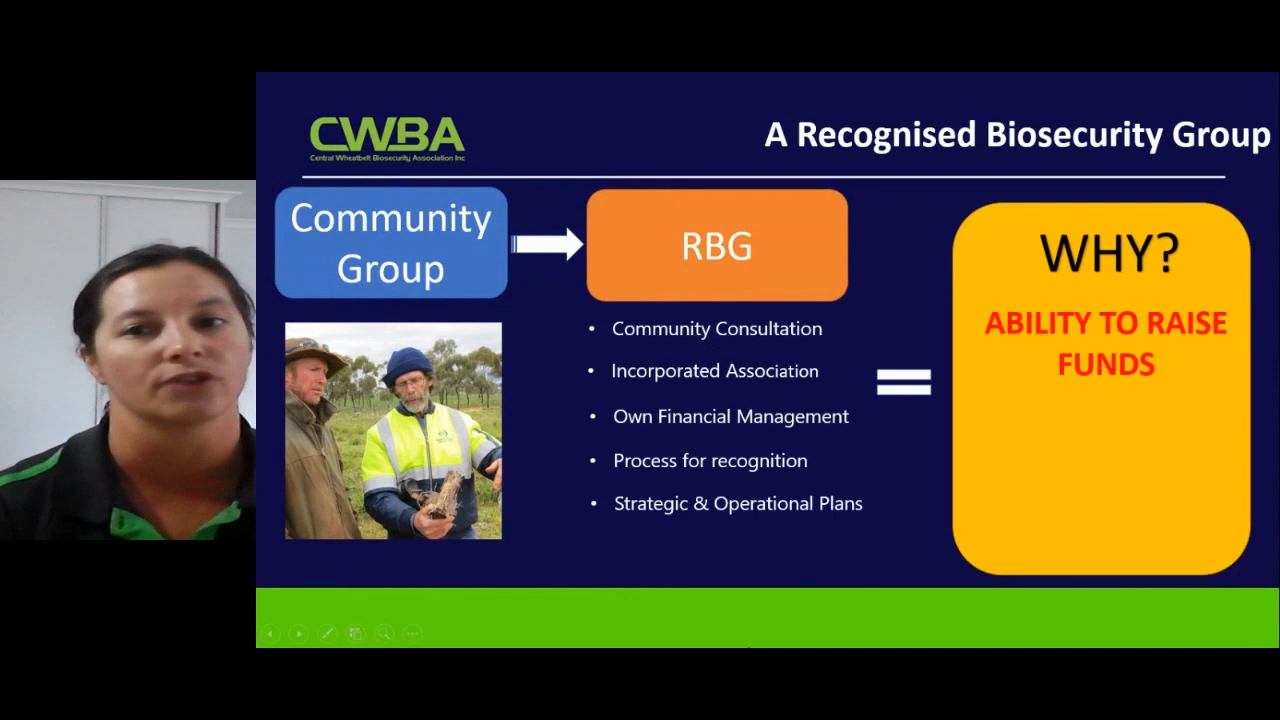 CWBA
Central Wheatbelt Biosecurity Association Inc
A Recognised Biosecurity Group
Community
Group
RBG
• Community Consultation
• Incorporated Association
• Own Financial Management
• Process for recognition
• Strategic & Operational Plans
WHY?
ABILITY TO RAISE
FUNDS